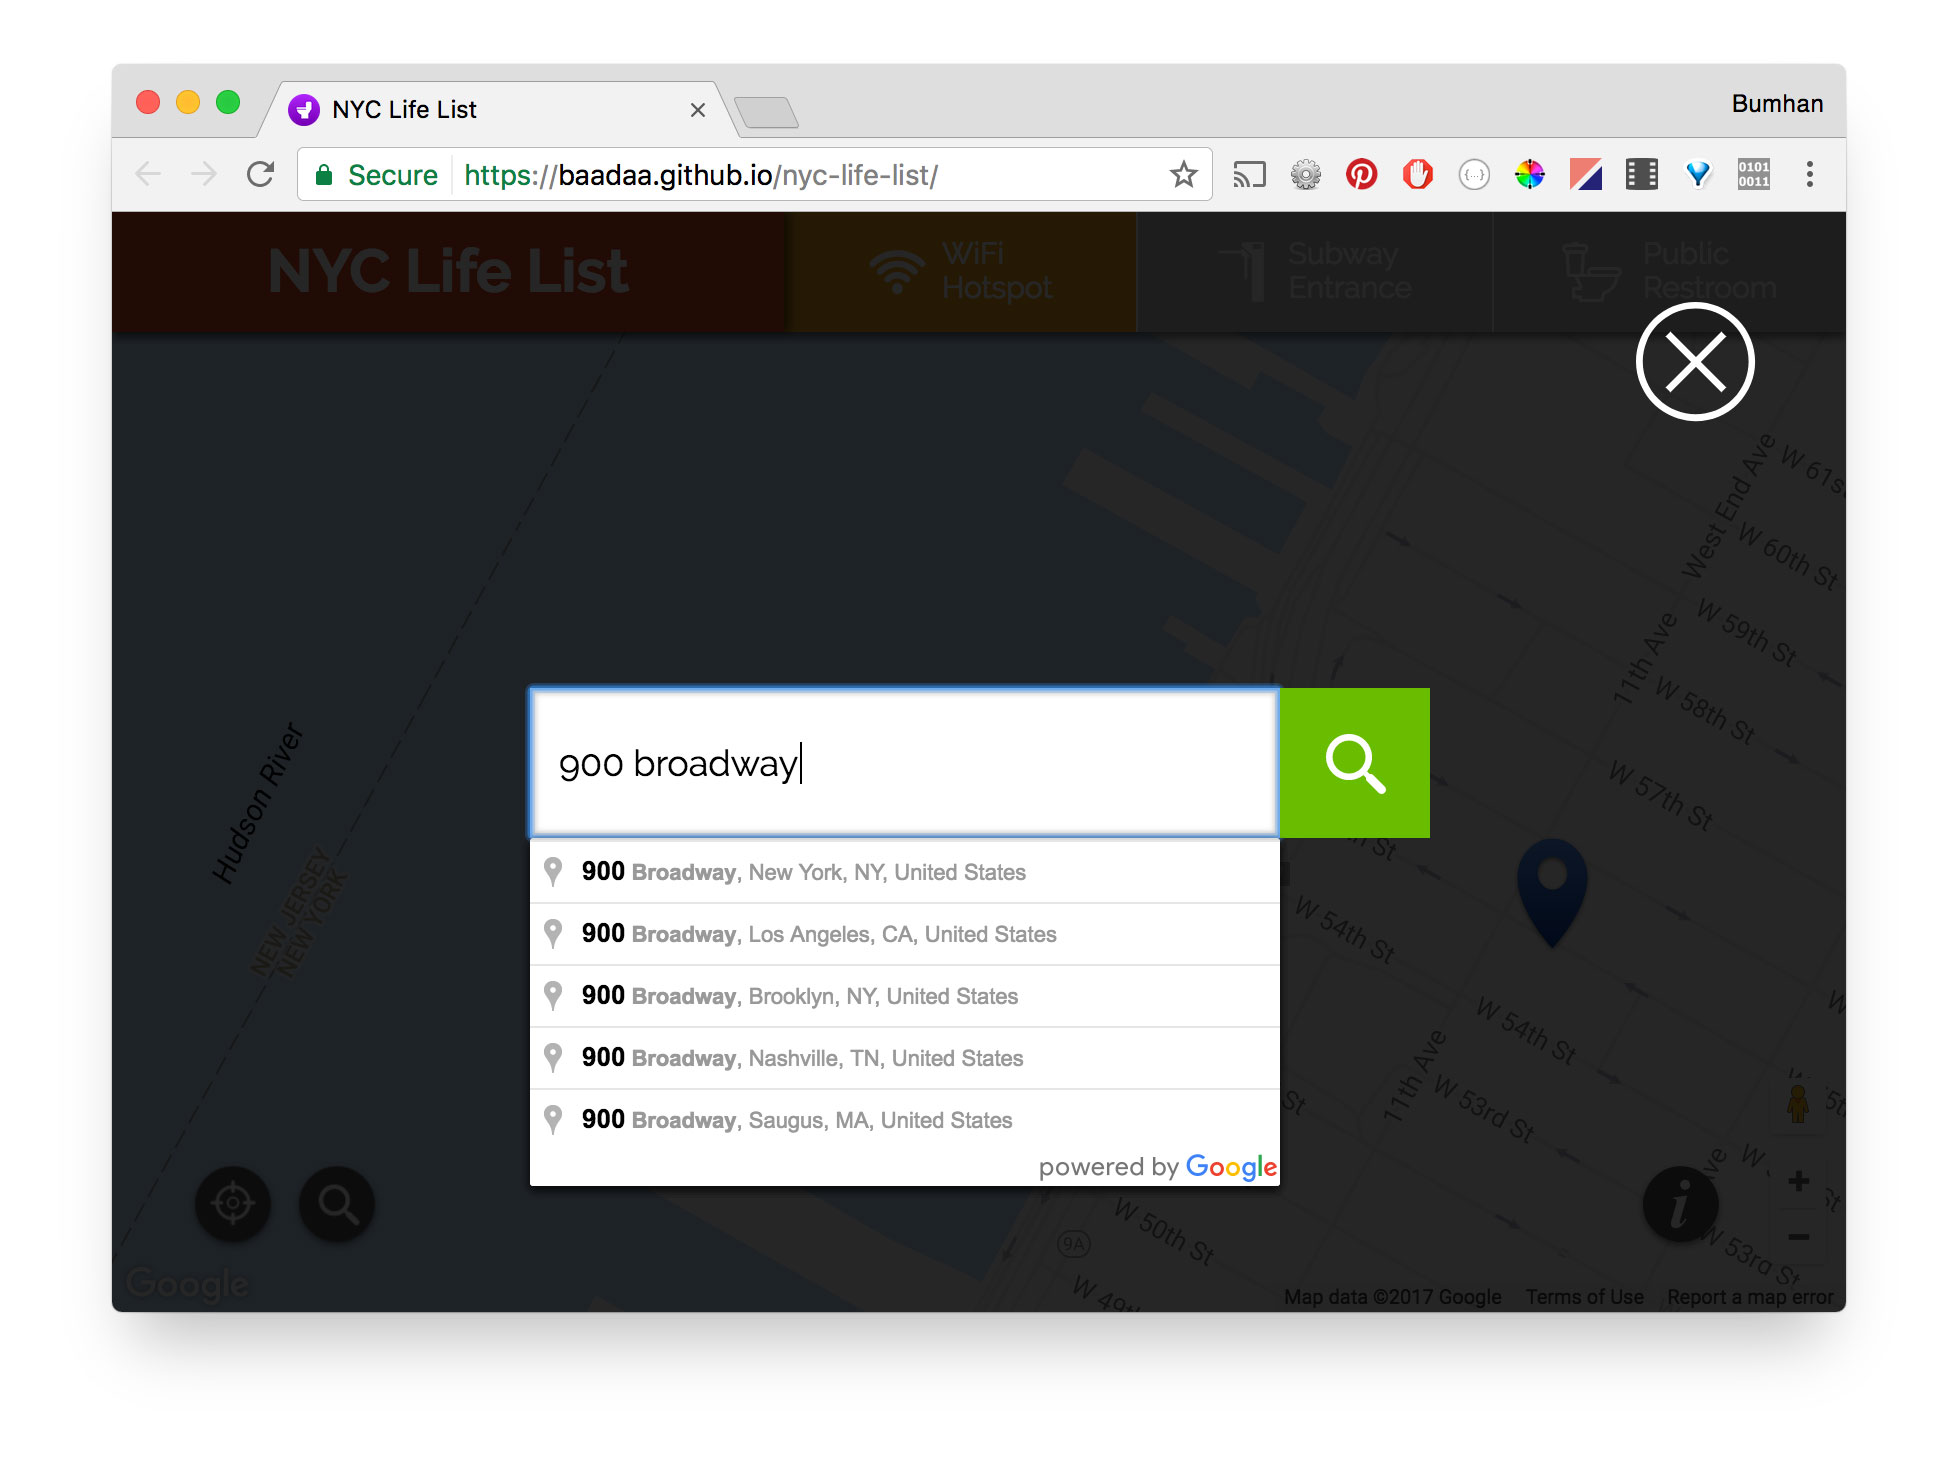 NYC Life List
Bumhan
Secure
https://baadaa.github.io/nyc-life-list/
{...}
0101
0011
NYC Life List
WiFi
Hotspot
Subway
Entrance
Public
Restroom
W 61s
West End Ave
W 60th St
W 59th St
11th Ave
W 58th St
W 57th St
900 broadway
Hudson River
NEW JERSEY
NEW YORK
900 Broadway, New York, NY, United States
900 Broadway, Los Angeles, CA, United States
900 Broadway, Brooklyn, NY, United States
900 Broadway, Nashville, TN, United States
900 Broadway, Saugus, MA, United States
powered by Google
St
W 54th St
W 54th St
11th Ave
W 53rd St
St
W 50th St
9A
W 53rd St
i
+
−
Google
Map data ©2017 Google
Terms of Use
Report a map error